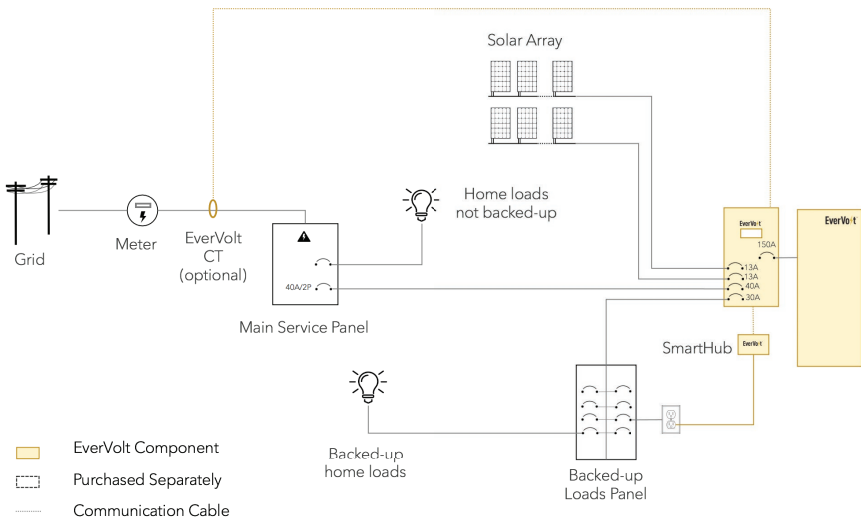 Solar Array
Home loads
not backed-up
Grid
Meter
EverVolt
CT
(optional)
40A/2P
Main Service Panel
EverVolt
150A
13A
13A
40A
30A
EverVolt
SmartHub
EverVolt
Backed-up
home loads
Backed-up
Loads Panel
EverVolt Component
Purchased Separately
Communication Cable